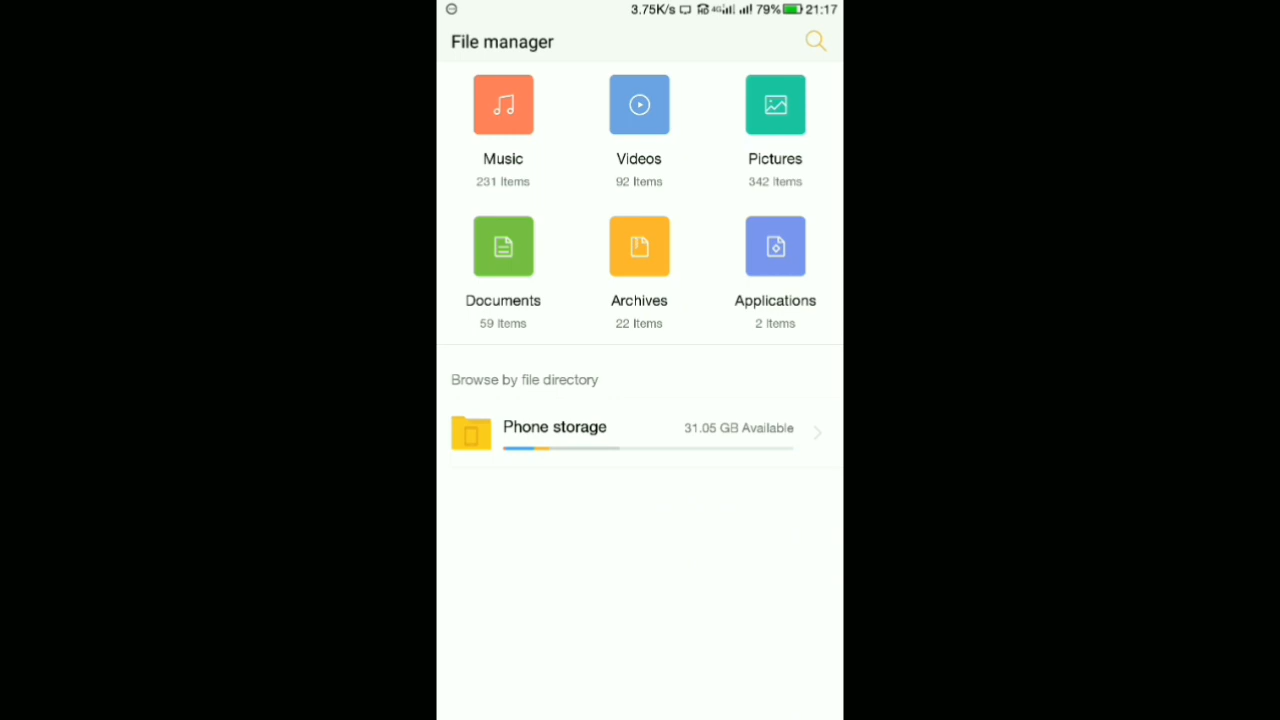 3.75K/s 4G 79% 21:17
File manager
Music Videos Pictures
231 Items 92 Items 342 Items
Documents Archives Applications
59 Items 22 Items 2 Items
Browse by file directory
Phone storage 31.05 GB Available